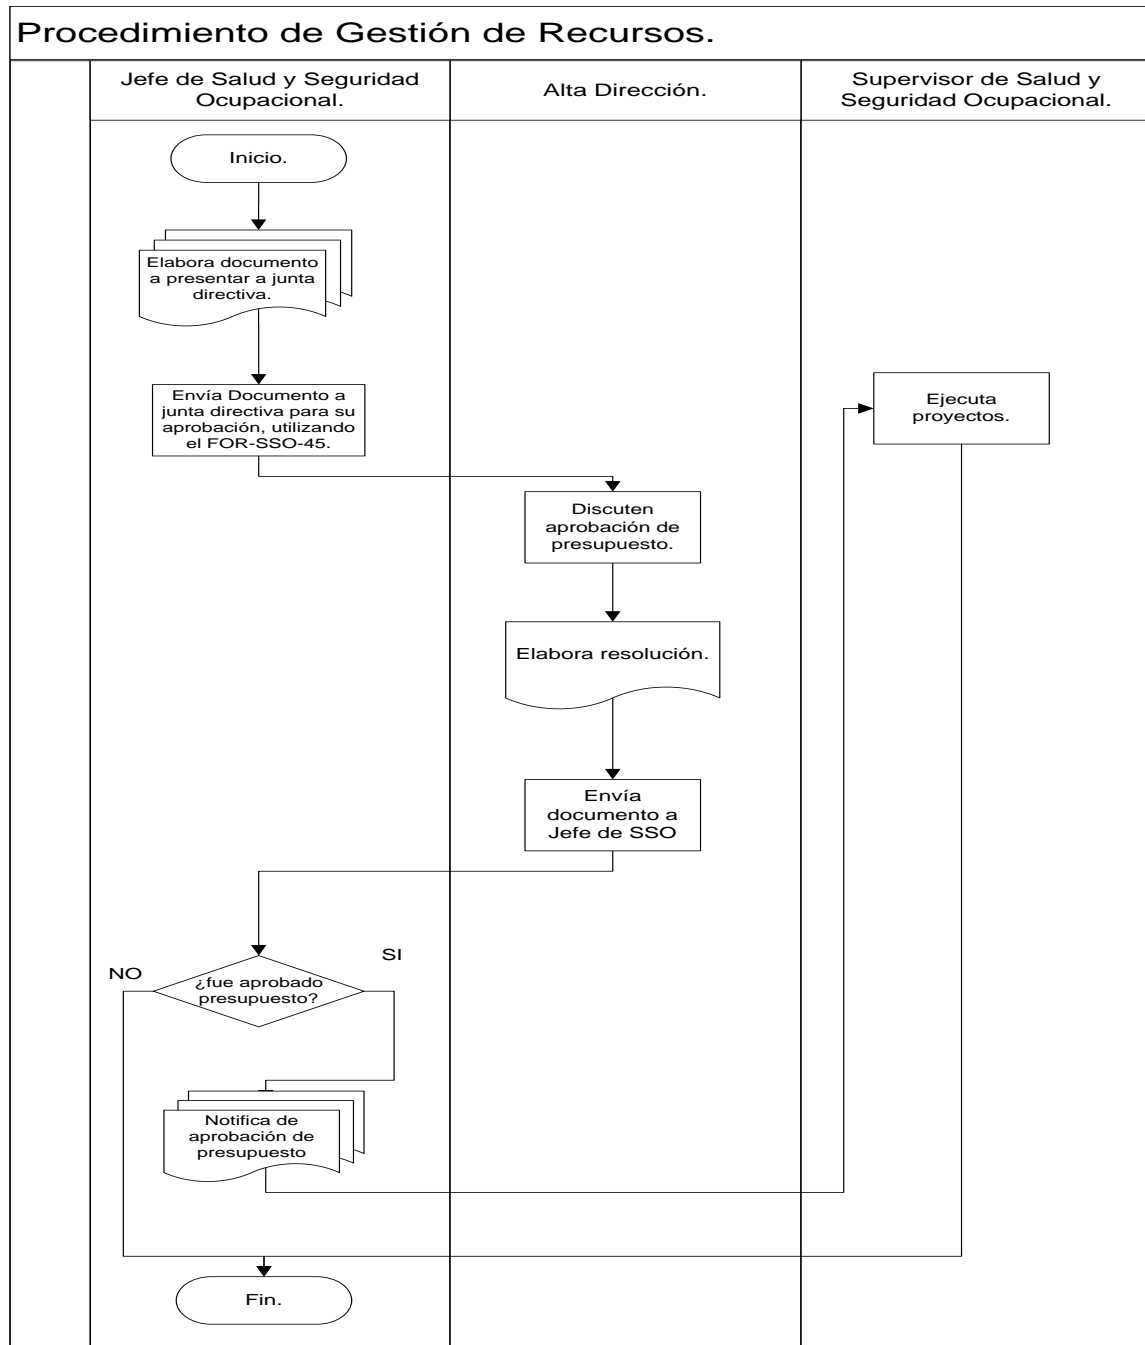 Procedimiento de Gestión de Recursos.
Jefe de Salud y Seguridad
Ocupacional.
Alta Dirección.
Supervisor de Salud y
Seguridad Ocupacional.
Inicio.
Elabora documento
a presentar a junta
directiva.
Envía Documento a
junta directiva para su
aprobación, utilizando
el FOR-SSO-45.
Ejecuta
proyectos.
Discuten
aprobación de
presupuesto.
Elabora resolución.
Envía
documento a
Jefe de SSO
NO
SI
¿fue aprobado
presupuesto?
Notifica de
aprobación de
presupuesto
Fin.